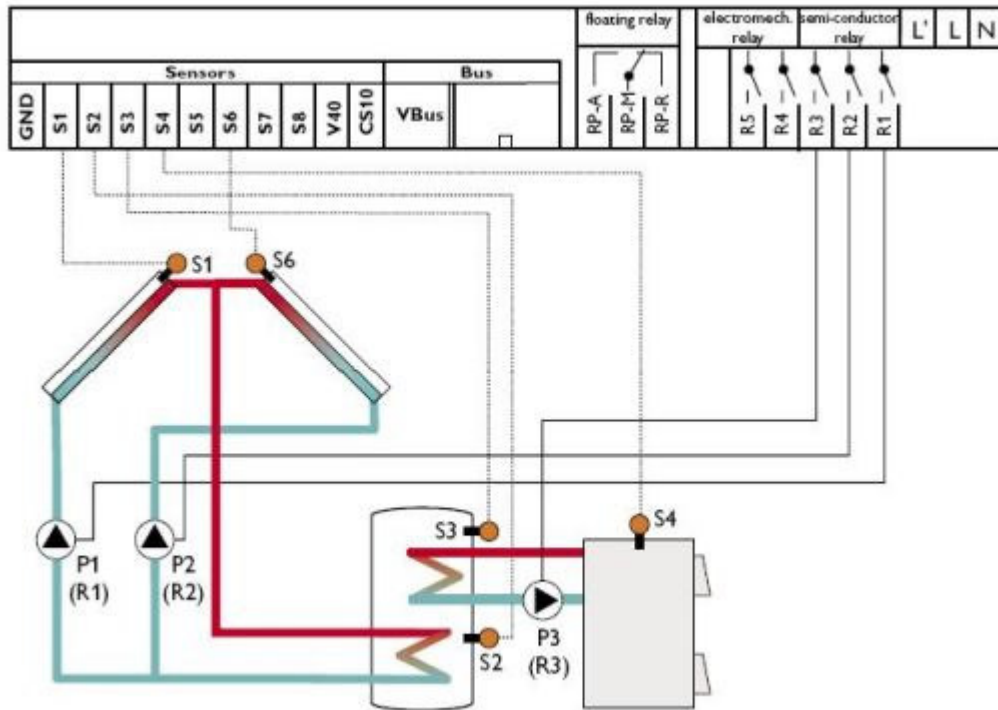 floating relay
electromech. relay
semi-conductor relay
L' L N
Sensors
Bus
GND S1 S2 S3 S4 S5 S6 S7 S8 V40 CS10
VBus
RP-A RP-M RP-R
R5 R4 R3 R2 R1
S1 S6
S3
S4
P1
(R1)
P2
(R2)
P3
(R3)
S2